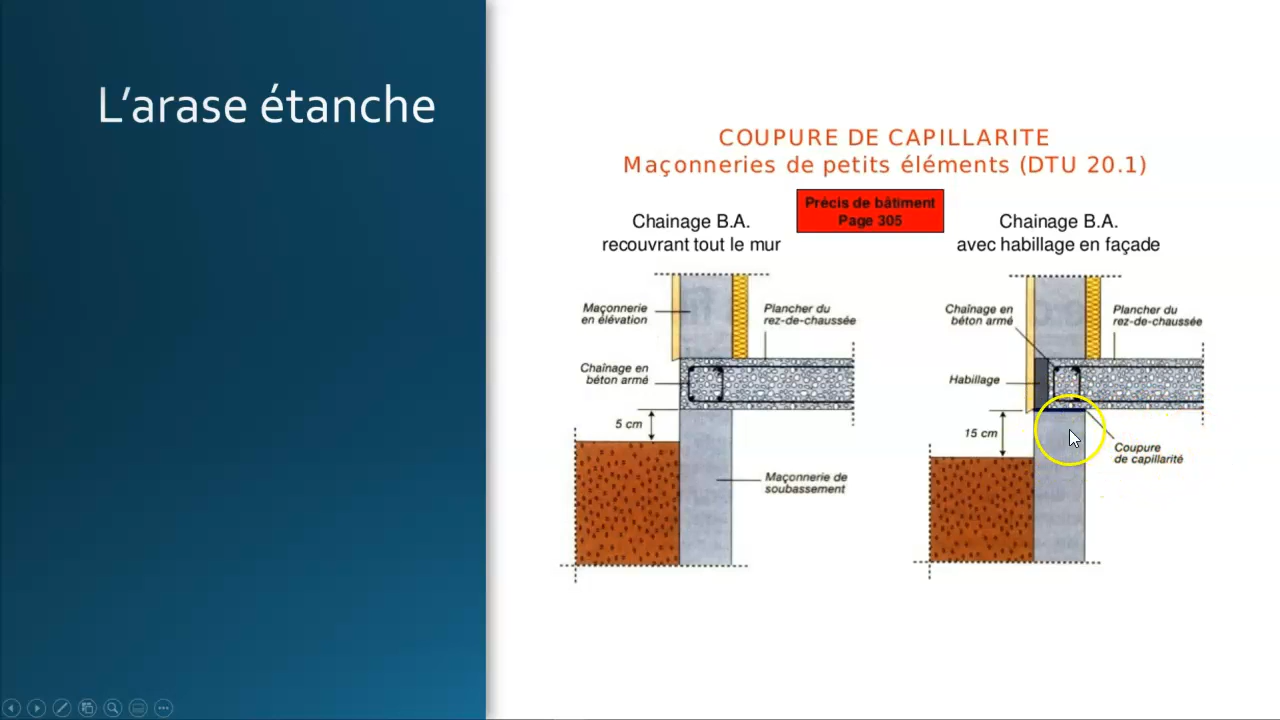 L’arase étanche
COUPURE DE CAPILLARITE
Maçonneries de petits éléments (DTU 20.1)
Précis de bâtiment
Page 305
Chainage B.A.
recouvrant tout le mur
Chainage B.A.
avec habillage en façade
Maçonnerie
en élévation
Plancher du
rez-de-chaussée
Chaînage en
béton armé
5 cm
Maçonnerie de
soubassement
Chaînage en
béton armé
Plancher du
rez-de-chaussée
Habillage
15 cm
Coupure
de capillarité